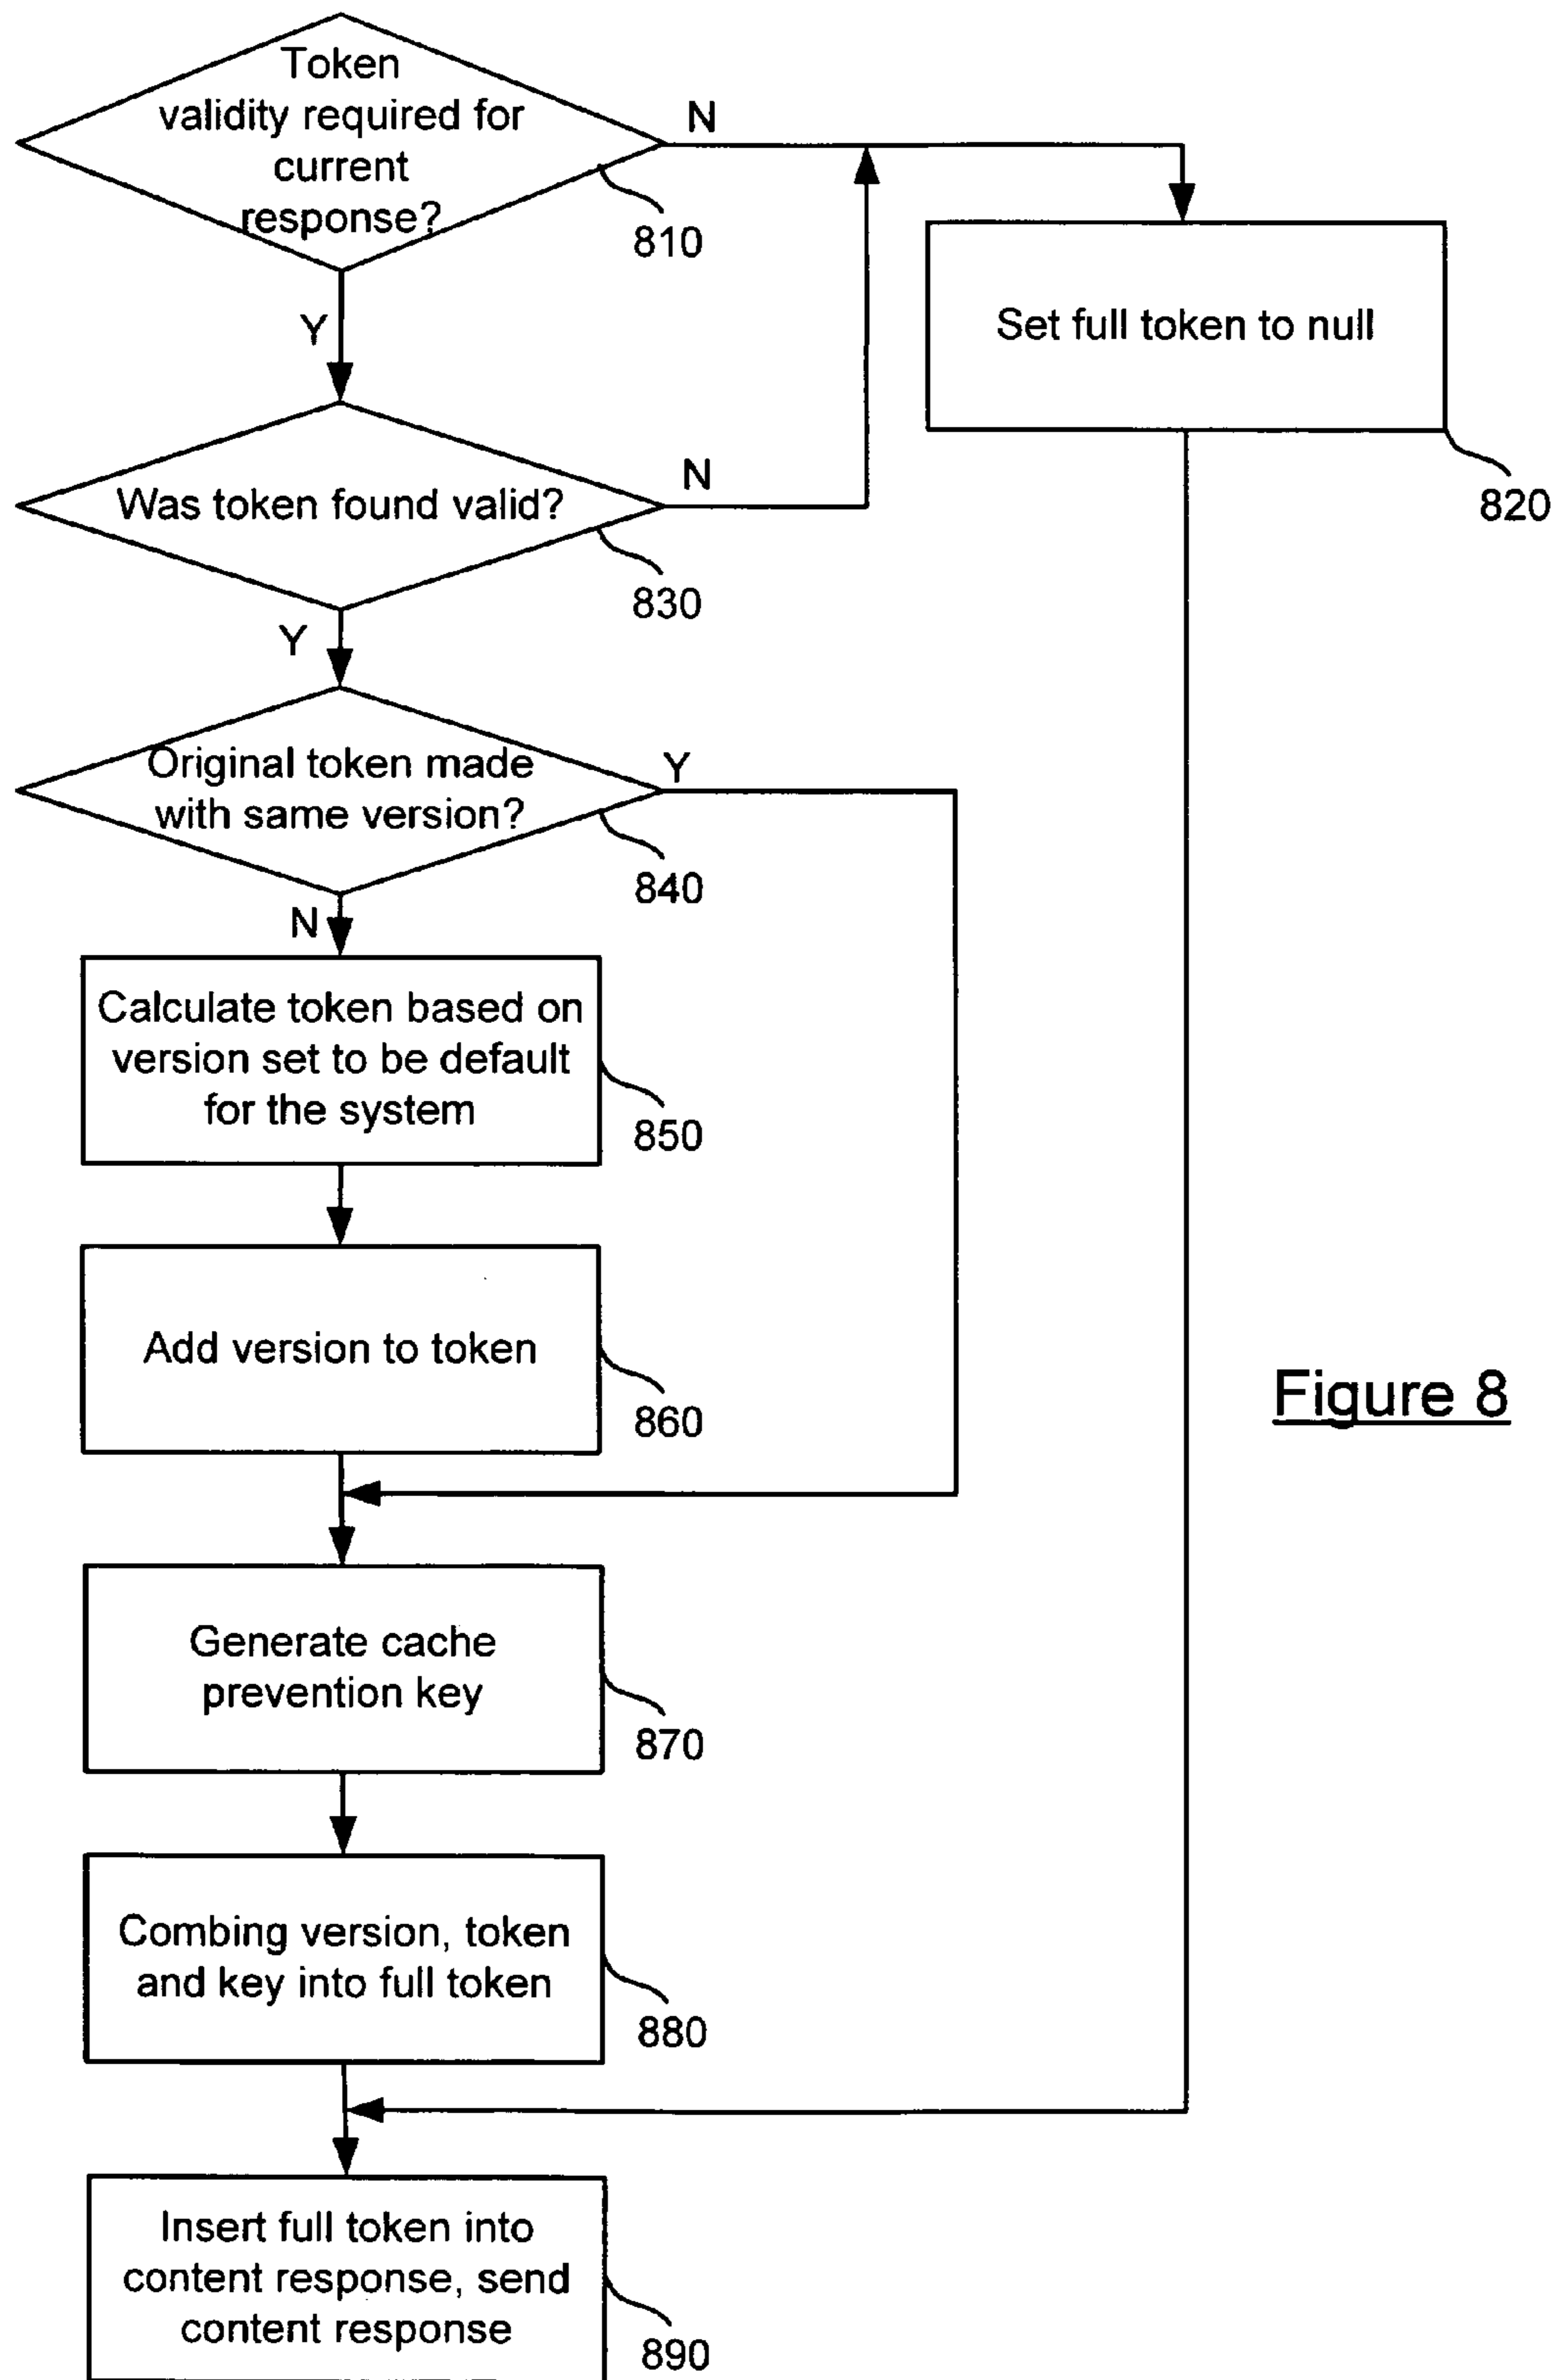 Token
validity required for
current
response?
N
810
Set full token to null
820
Y
Was token found valid?
N
830
Y
Original token made
with same version?
Y
840
N
Calculate token based on
version set to be default
for the system
850
Add version to token
860
Figure 8
Generate cache
prevention key
870
Combing version, token
and key into full token
880
Insert full token into
content response, send
content response
890